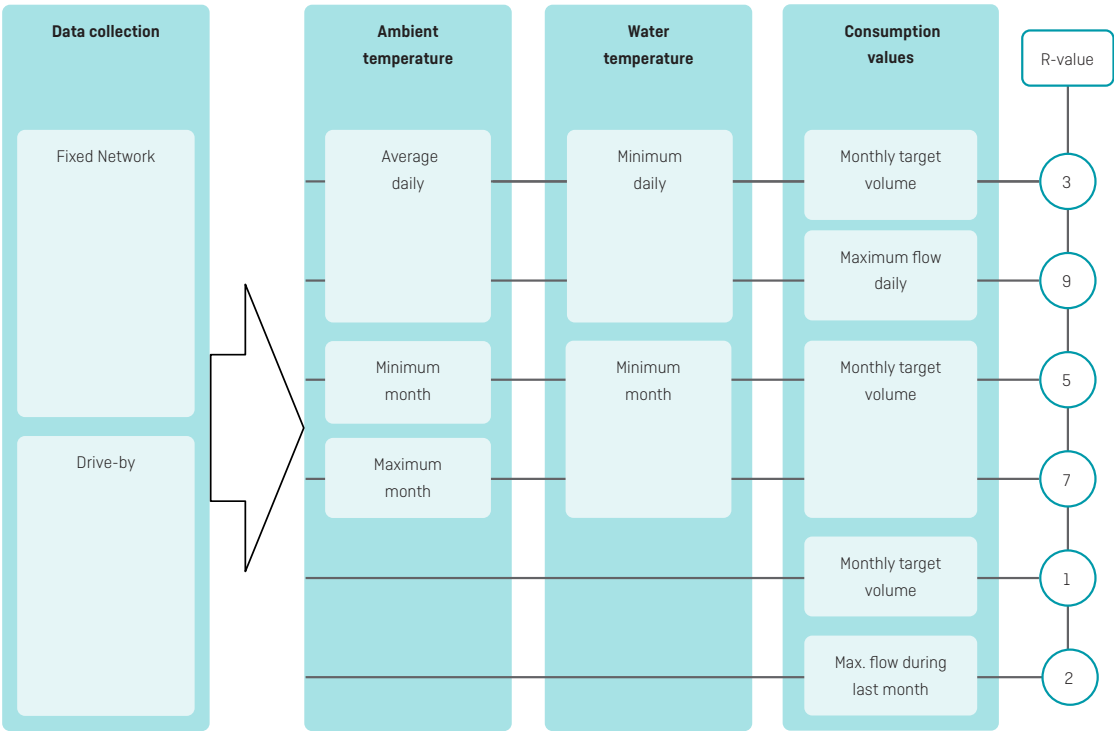 Data collection
Fixed Network
Drive-by
Ambient
temperature
Average
daily
Minimum
month
Maximum
month
Water
temperature
Minimum
daily
Minimum
month
Consumption
values
Monthly target
volume
Maximum flow
daily
Monthly target
volume
Monthly target
volume
Max. flow during
last month
R-value
3
9
5
7
1
2